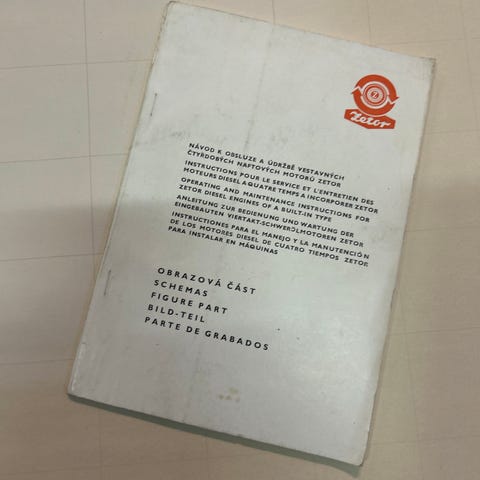 Z
Zetor
NÁVOD K OBSLUZE A ÚDRŽBĚ VESTAVNÝCH
ČTYŘDOBÝCH NAFTOVÝCH MOTORŮ ZETOR
INSTRUCTIONS POUR LE SERVICE ET L'ENTRETIEN DES
MOTEURS DIESEL A QUATRE TEMPS A INCORPORER ZETOR
OPERATING AND MAINTENANCE INSTRUCTIONS FOR
ZETOR DIESEL ENGINES OF A BUILT-IN TYPE
ANLEITUNG ZUR BEDIENUNG UND WARTUNG DER
EINGEBAUTEN VIERTAKT-SCHWERÖLMOTOREN ZETOR
INSTRUCCIONES PARA EL MANEJO Y LA MANUTENCIÓN
DE LOS MOTORES DIESEL DE CUATRO TIEMPOS ZETOR
PARA INSTALAR EN MÁQUINAS
OBRAZOVÁ ČÁST
SCHEMAS
FIGURE PART
BILD-TEIL
PARTE DE GRABADOS